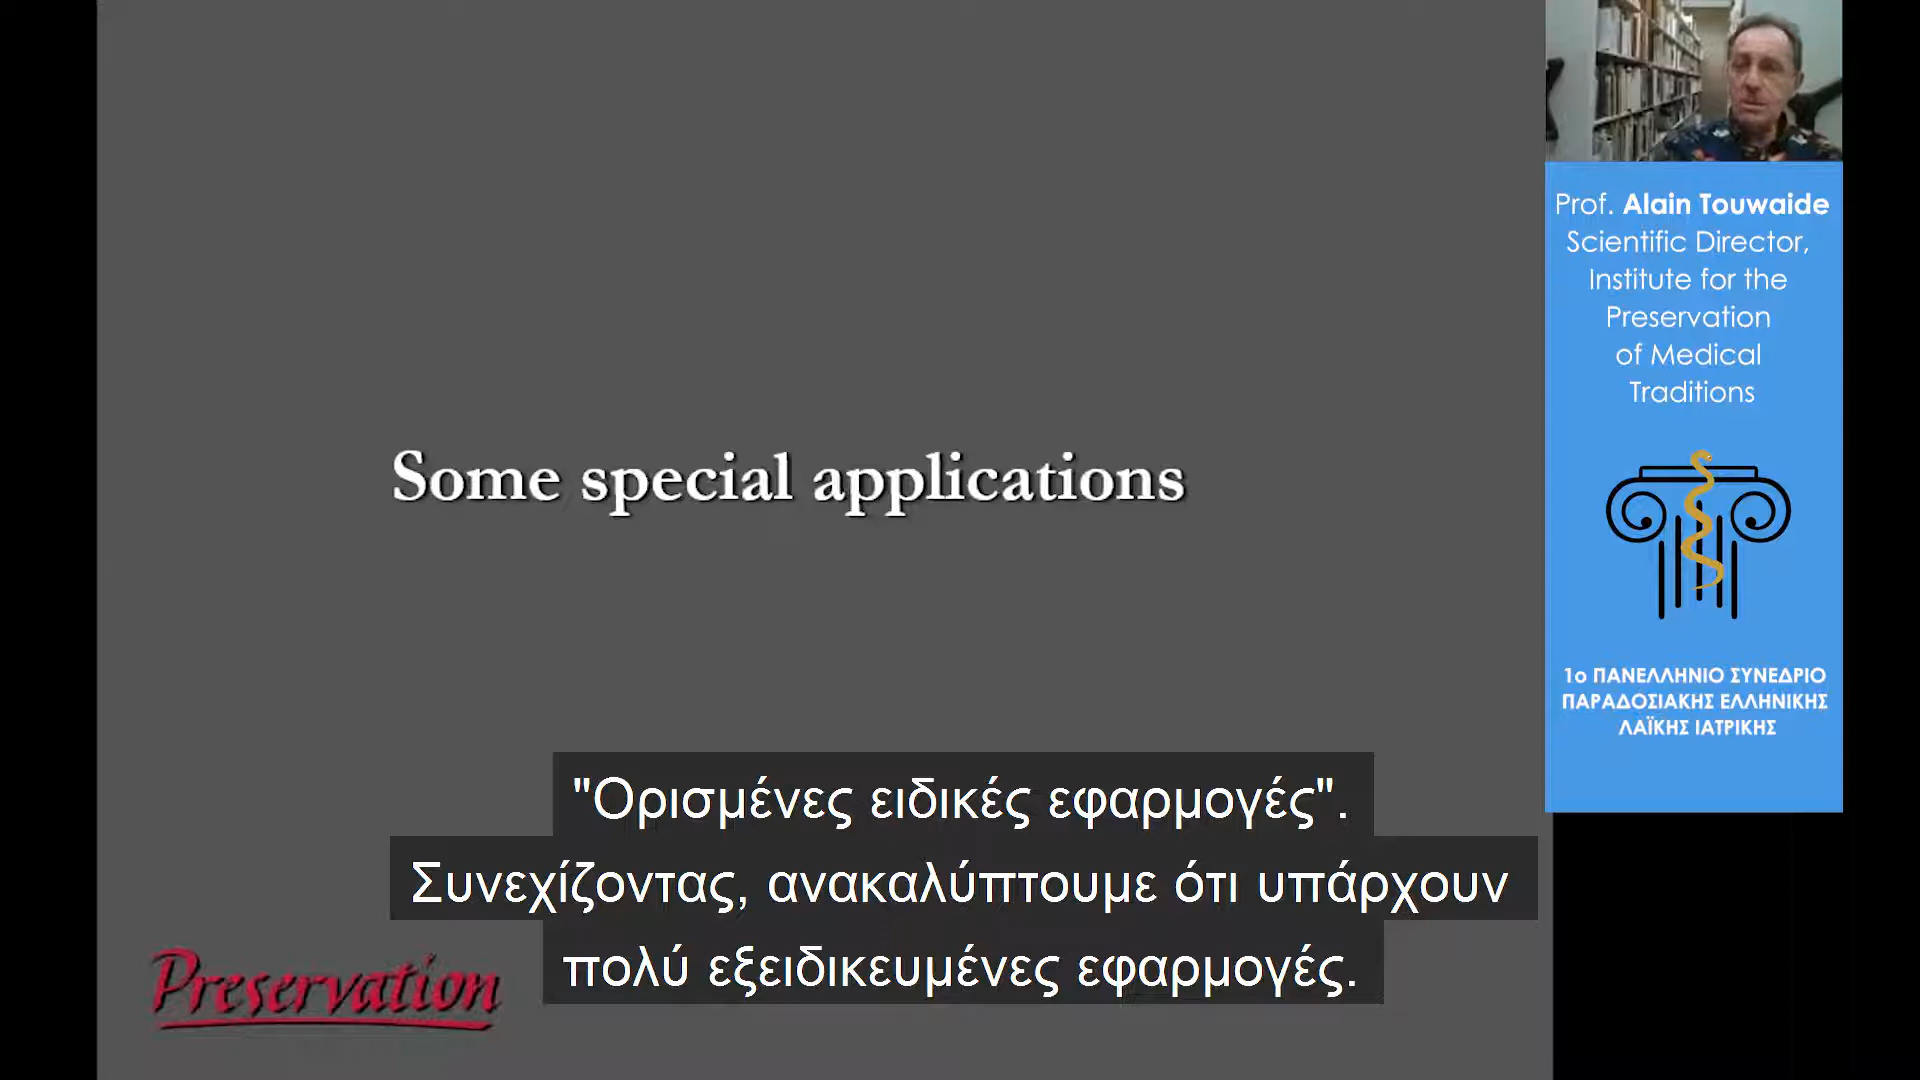 Some special applications
Prof. Alain Touwaide
Scientific Director,
Institute for the
Preservation
of Medical
Traditions
1ο ΠΑΝΕΛΛΗΝΙΟ ΣΥΝΕΔΡΙΟ
ΠΑΡΑΔΟΣΙΑΚΗΣ ΕΛΛΗΝΙΚΗΣ
ΛΑΪΚΗΣ ΙΑΤΡΙΚΗΣ
"Ορισμένες ειδικές εφαρμογές".
Συνεχίζοντας, ανακαλύπτουμε ότι υπάρχουν
πολύ εξειδικευμένες εφαρμογές.
Preservation